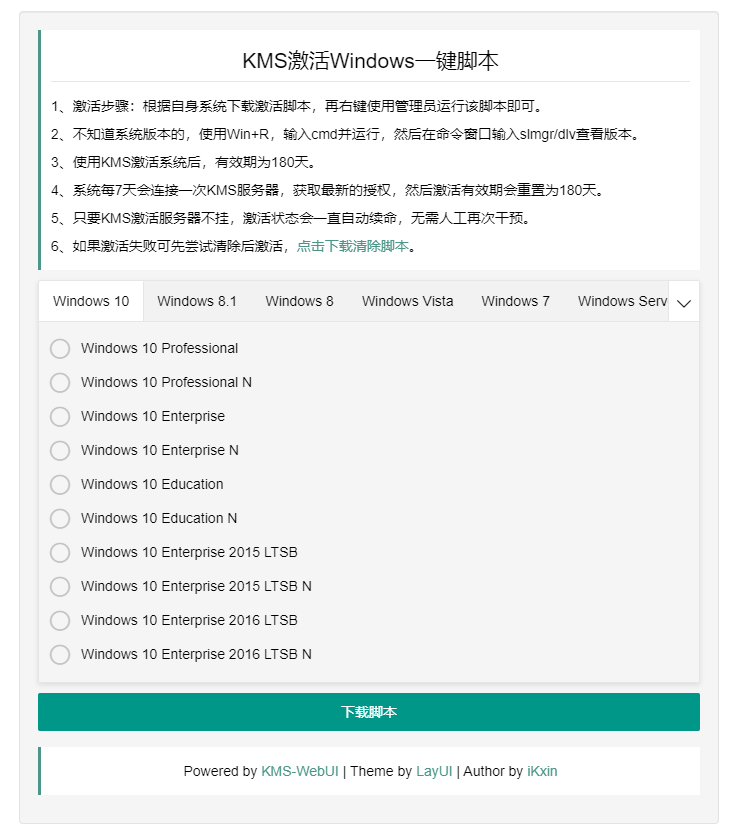 KMS激活Windows一键脚本
1、激活步骤：根据自身系统下载激活脚本，再右键使用管理员运行该脚本即可。
2、不知道系统版本的，使用Win+R，输入cmd并运行，然后在命令窗口输入slmgr/dlv查看版本。
3、使用KMS激活系统后，有效期为180天。
4、系统每7天会连接一次KMS服务器，获取最新的授权，然后激活有效期会重置为180天。
5、只要KMS激活服务器不挂，激活状态会一直自动续命，无需人工再次干预。
6、如果激活失败可先尝试清除后激活，点击下载清除脚本。
Windows 10 Windows 8.1 Windows 8 Windows Vista Windows 7 Windows Serv
Windows 10 Professional
Windows 10 Professional N
Windows 10 Enterprise
Windows 10 Enterprise N
Windows 10 Education
Windows 10 Education N
Windows 10 Enterprise 2015 LTSB
Windows 10 Enterprise 2015 LTSB N
Windows 10 Enterprise 2016 LTSB
Windows 10 Enterprise 2016 LTSB N
下载脚本
Powered by KMS-WebUI | Theme by LayUI | Author by iKxin